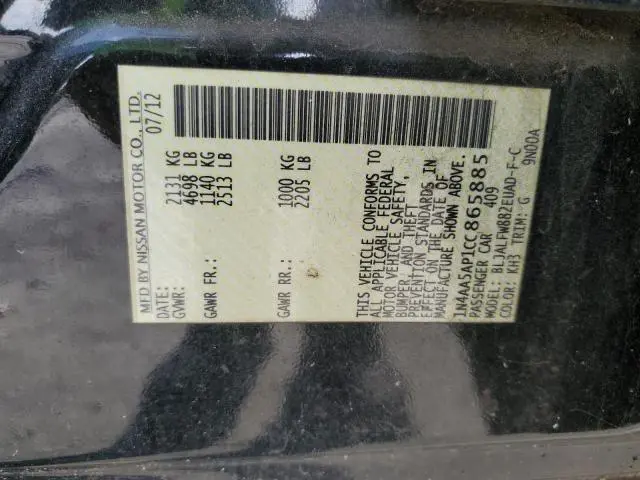 MFD BY NISSAN MOTOR CO., LTD.
DATE: 07/12
GVWR: 2131 KG
4698 LB
GAWR FR.: 1140 KG
2513 LB
GAWR RR.: 1000 KG
2205 LB
THIS VEHICLE CONFORMS TO
ALL APPLICABLE FEDERAL
MOTOR VEHICLE SAFETY,
BUMPER AND THEFT
PREVENTION STANDARDS IN
EFFECT ON THE DATE OF
MANUFACTURE SHOWN ABOVE.
1N4AA5AP1CC865885
PASSENGER CAR 409
MODEL: BLJALFWB82EUAD-F-C
COLOR: KH3 TRIM: G 9N00A